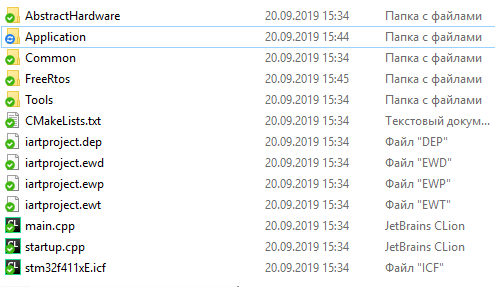 AbstractHardware 20.09.2019 15:34 Папка с файлами
Application 20.09.2019 15:44 Папка с файлами
Common 20.09.2019 15:34 Папка с файлами
FreeRtos 20.09.2019 15:45 Папка с файлами
Tools 20.09.2019 15:34 Папка с файлами
CMakeLists.txt 20.09.2019 15:34 Текстовый докум...
iartproject.dep 20.09.2019 15:34 Файл "DEP"
iartproject.ewd 20.09.2019 15:34 Файл "EWD"
iartproject.ewp 20.09.2019 15:34 Файл "EWP"
iartproject.ewt 20.09.2019 15:34 Файл "EWT"
CL main.cpp 20.09.2019 15:34 JetBrains CLion
CL startup.cpp 20.09.2019 15:34 JetBrains CLion
CL stm32f411xE.icf 20.09.2019 15:34 Файл "ICF"